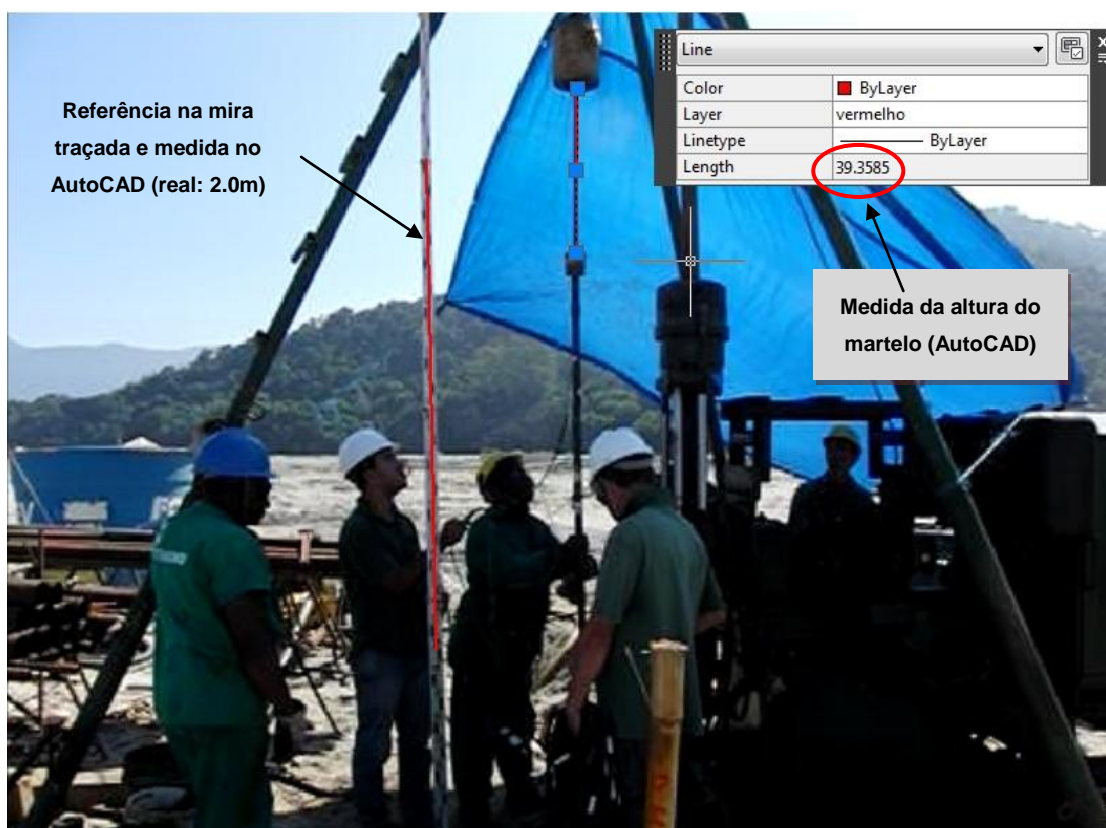 Line
Color
ByLayer
Layer
vermelho
Linetype
ByLayer
Length
39.3585
Referência na mira
traçada e medida no
AutoCAD (real: 2.0m)
Medida da altura do
martelo (AutoCAD)